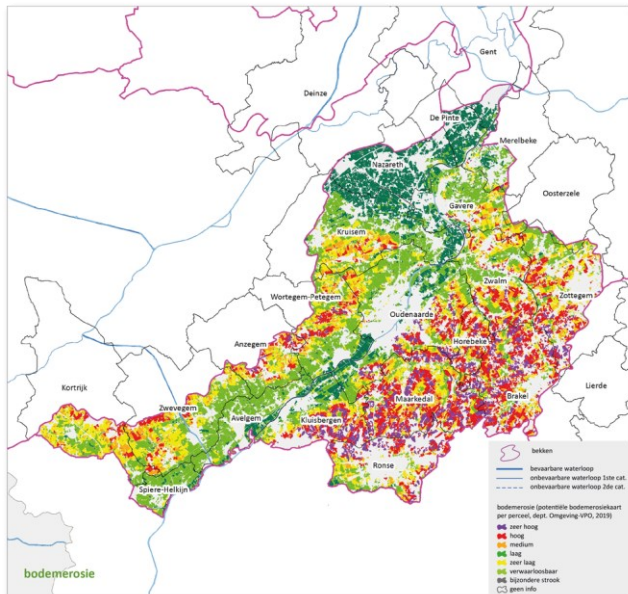 Gent
Deinze
De Pinte
Merelbeke
Nazareth
Oosterzele
Gavere
Kruisem
Zwalm
Wortegem-Petegem
Zottegem
Oudenaarde
Horebeke
Anzegem
Kortrijk
Lierde
Zwevegem
Maarkedal
Brakel
Avelgem
Kluisbergen
Ronse
Spiere-Helkijn
bekken
bevaarbare waterloop
onbevaarbare waterloop 1ste cat.
onbevaarbare waterloop 2de cat.
bodemerosie (potentiële bodemerosiekaart
per perceel, dept. Omgeving-VPO, 2019)
zeer hoog
hoog
medium
laag
zeer laag
verwaarloosbaar
bijzondere strook
geen info
bodemerosie